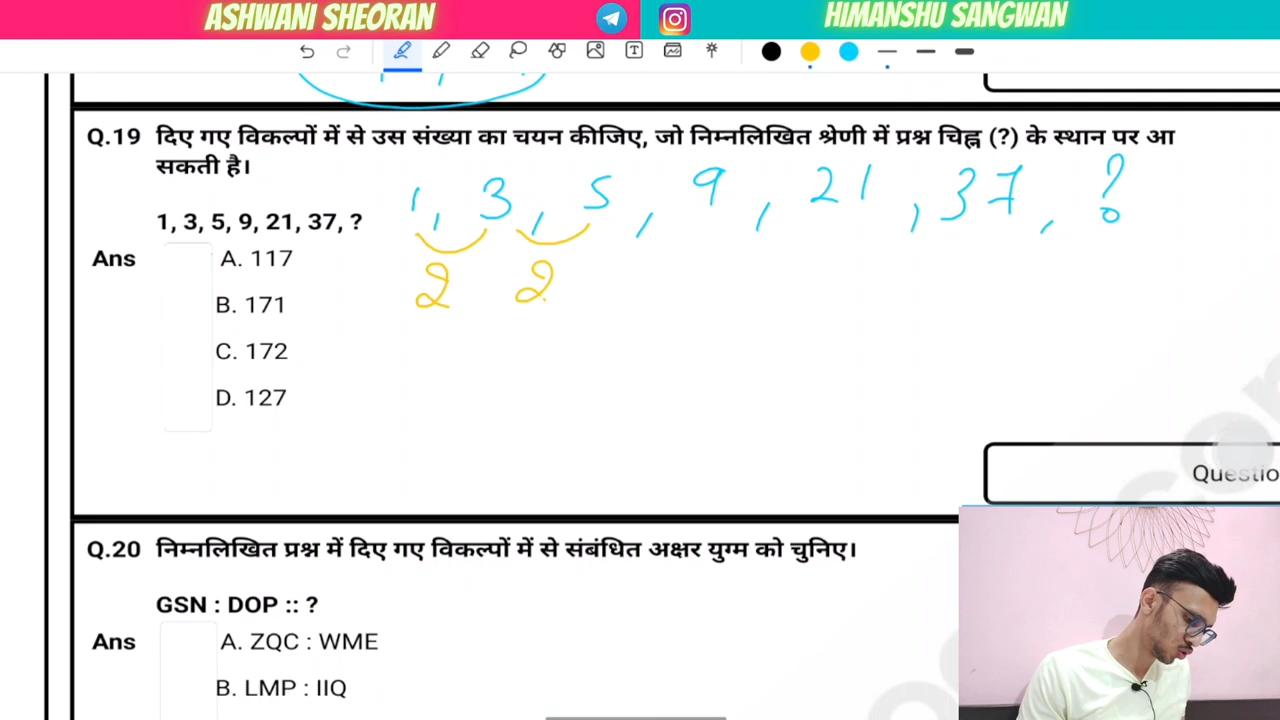 ASHWANI SHEORAN
HIMANSHU SANGWAN
Q.19 दिए गए विकल्पों में से उस संख्या का चयन कीजिए, जो निम्नलिखित श्रेणी में प्रश्न चिह्न (?) के स्थान पर आ
सकती है।
1, 3, 5, 9, 21, 37, ?
1, 3, 5, 9, 21, 37, ?
2 2
Ans A. 117
B. 171
C. 172
D. 127
Questio
Q.20 निम्नलिखित प्रश्न में दिए गए विकल्पों में से संबंधित अक्षर युग्म को चुनिए।
GSN : DOP :: ?
Ans A. ZQC : WME
B. LMP : IIQ